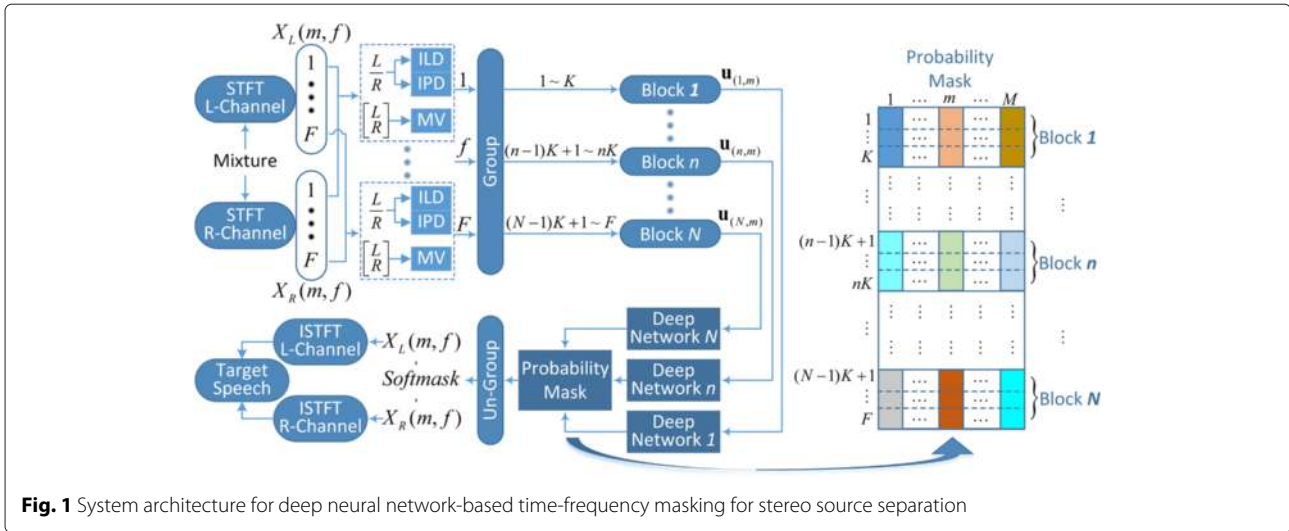 X_L(m, f)
STFT
L-Channel
1
F
Mixture
STFT
R-Channel
1
F
X_R(m, f)
L
R
ILD
IPD
[L
R]
MV
L
R
ILD
IPD
[L
R]
MV
1
f
F
Group
1 ~ K
(n−1)K+1 ~ nK
(N−1)K+1 ~ F
Block 1
Block n
Block N
u(1,m)
u(n,m)
u(N,m)
Deep
Network N
Deep
Network n
Deep
Network 1
Probability
Mask
Un-Group
X_L(m, f)
Softmask
X_R(m, f)
ISTFT
L-Channel
Target
Speech
ISTFT
R-Channel
Probability
Mask
1 ... m ... M
1
⋮
K
Block 1
(n−1)K+1
⋮
nK
Block n
(N−1)K+1
⋮
F
Block N
Fig. 1 System architecture for deep neural network-based time-frequency masking for stereo source separation